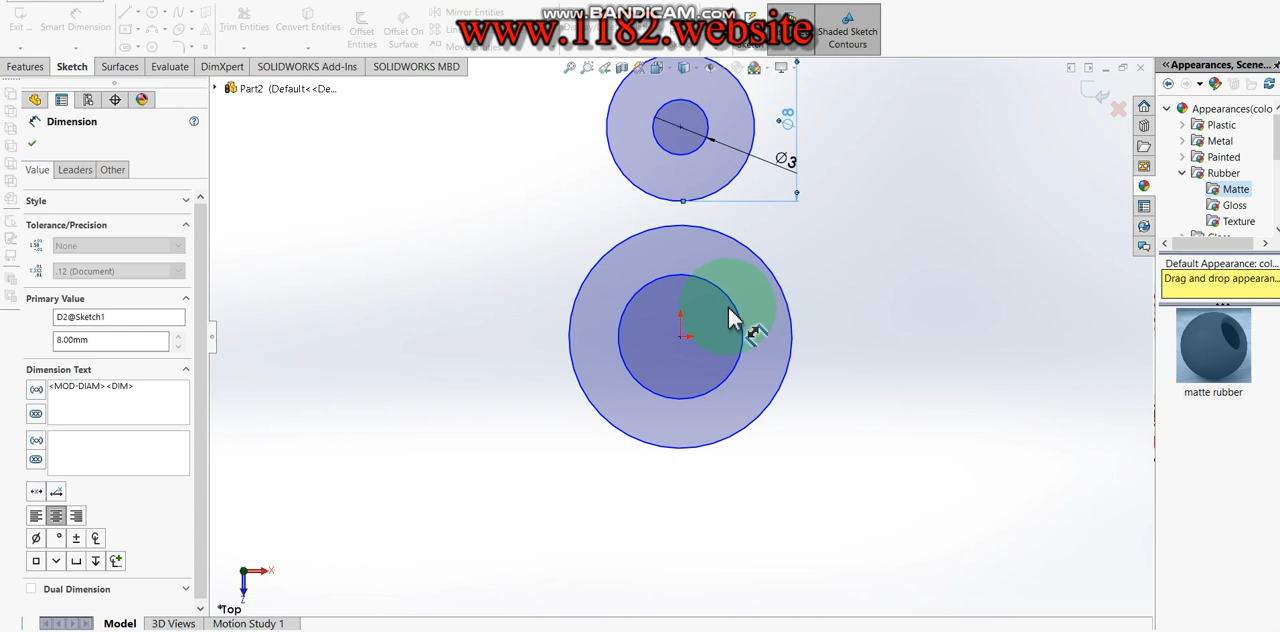 www.BANDICAM.COM
www.1182.website
Exit ...
Smart Dimension
Trim Entities
Convert Entities
Offset
Entities
Offset On
Surface
Mirror Entities
Shaded Sketch
Contours
Features
Sketch
Surfaces
Evaluate
DimXpert
SOLIDWORKS Add-Ins
SOLIDWORKS MBD
Part2 (Default<<De...
Dimension
Value
Leaders
Other
Style
Tolerance/Precision
None
.12 (Document)
Primary Value
D2@Sketch1
8.00mm
Dimension Text
<MOD-DIAM><DIM>
Dual Dimension
∅8
∅3
X
Z
*Top
Model
3D Views
Motion Study 1
Appearances, Scene...
Appearances(colo
Plastic
Metal
Painted
Rubber
Matte
Gloss
Texture
Default Appearance: col...
Drag and drop appearan...
matte rubber